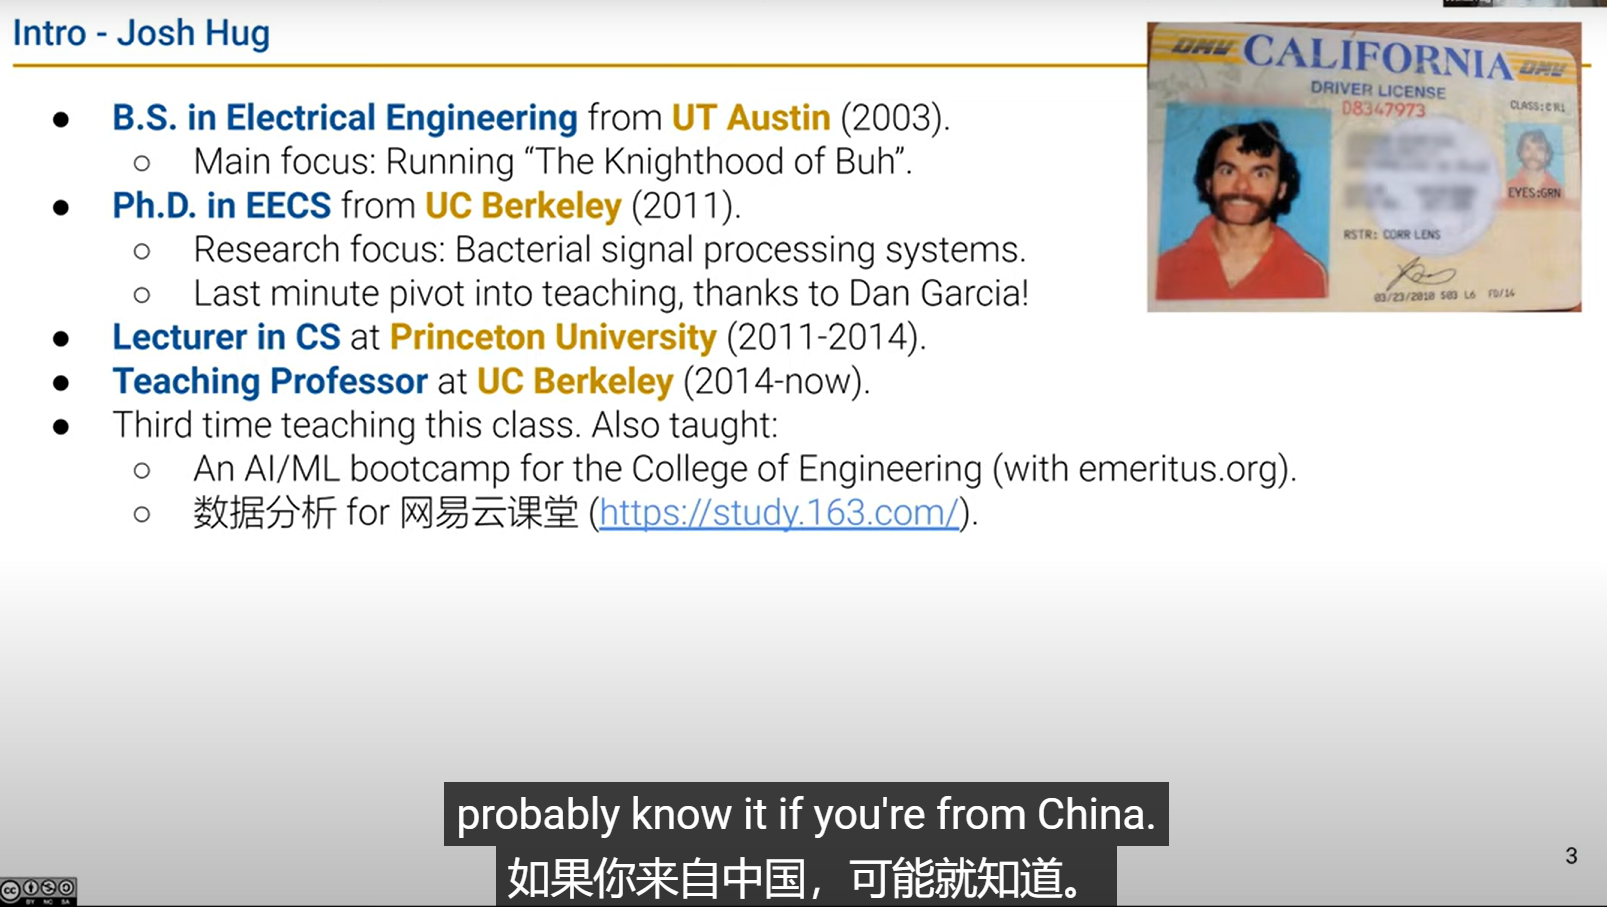 Intro - Josh Hug
DMV CALIFORNIA DMV
DRIVER LICENSE
D8347973
CLASS:C M1
EYES:GRN
RSTR: CORR LENS
03/23/2010 503 L6 FD/14
● B.S. in Electrical Engineering from UT Austin (2003).
○ Main focus: Running “The Knighthood of Buh”.
● Ph.D. in EECS from UC Berkeley (2011).
○ Research focus: Bacterial signal processing systems.
○ Last minute pivot into teaching, thanks to Dan Garcia!
● Lecturer in CS at Princeton University (2011-2014).
● Teaching Professor at UC Berkeley (2014-now).
● Third time teaching this class. Also taught:
○ An AI/ML bootcamp for the College of Engineering (with emeritus.org).
○ 数据分析 for 网易云课堂 (https://study.163.com/).
probably know it if you're from China.
如果你来自中国，可能就知道。
3
cc
BY NC SA